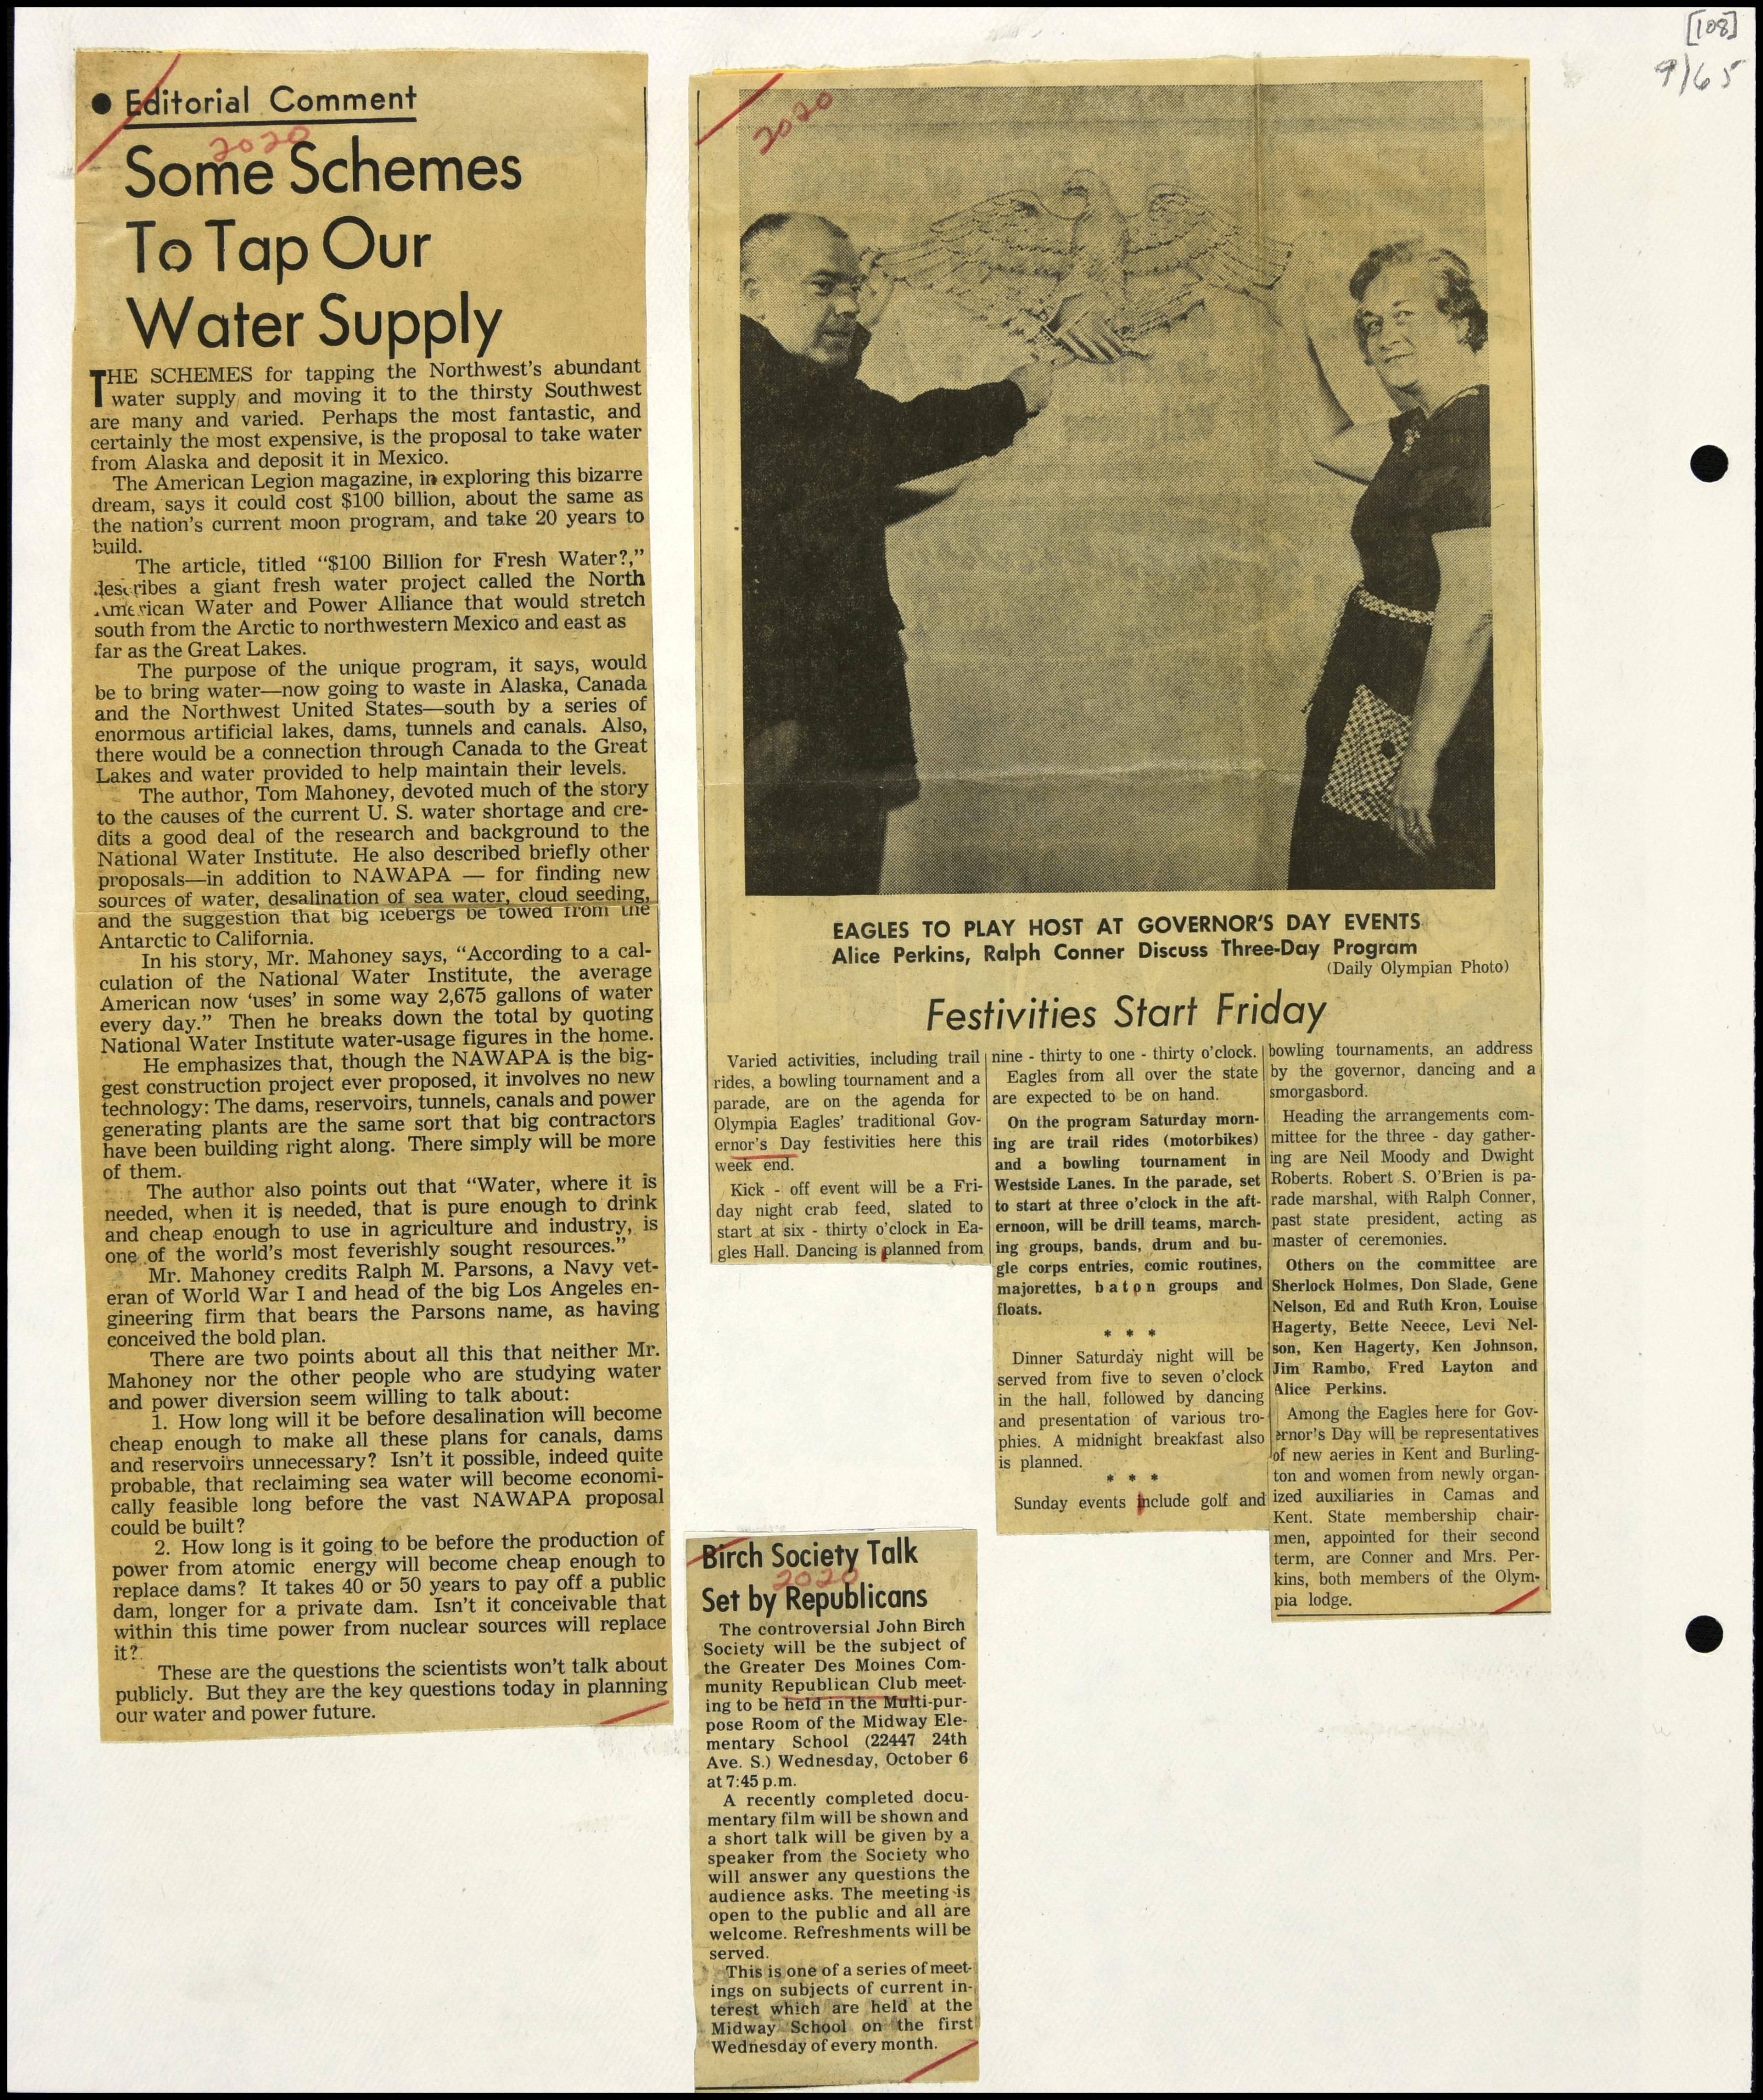 [108]
9/65
● Editorial Comment
2020
Some Schemes
To Tap Our
Water Supply
THE SCHEMES for tapping the Northwest's abundant
water supply and moving it to the thirsty Southwest
are many and varied. Perhaps the most fantastic, and
certainly the most expensive, is the proposal to take water
from Alaska and deposit it in Mexico.
The American Legion magazine, in exploring this bizarre
dream, says it could cost $100 billion, about the same as
the nation's current moon program, and take 20 years to
build.
The article, titled "$100 Billion for Fresh Water?,"
describes a giant fresh water project called the North
American Water and Power Alliance that would stretch
south from the Arctic to northwestern Mexico and east as
far as the Great Lakes.
The purpose of the unique program, it says, would
be to bring water—now going to waste in Alaska, Canada
and the Northwest United States—south by a series of
enormous artificial lakes, dams, tunnels and canals. Also,
there would be a connection through Canada to the Great
Lakes and water provided to help maintain their levels.
The author, Tom Mahoney, devoted much of the story
to the causes of the current U. S. water shortage and cre-
dits a good deal of the research and background to the
National Water Institute. He also described briefly other
proposals—in addition to NAWAPA — for finding new
sources of water, desalination of sea water, cloud seeding,
and the suggestion that big icebergs be towed from the
Antarctic to California.
In his story, Mr. Mahoney says, "According to a cal-
culation of the National Water Institute, the average
American now 'uses' in some way 2,675 gallons of water
every day." Then he breaks down the total by quoting
National Water Institute water-usage figures in the home.
He emphasizes that, though the NAWAPA is the big-
gest construction project ever proposed, it involves no new
technology: The dams, reservoirs, tunnels, canals and power
generating plants are the same sort that big contractors
have been building right along. There simply will be more
of them.
The author also points out that "Water, where it is
needed, when it is needed, that is pure enough to drink
and cheap enough to use in agriculture and industry, is
one of the world's most feverishly sought resources."
Mr. Mahoney credits Ralph M. Parsons, a Navy vet-
eran of World War I and head of the big Los Angeles en-
gineering firm that bears the Parsons name, as having
conceived the bold plan.
There are two points about all this that neither Mr.
Mahoney nor the other people who are studying water
and power diversion seem willing to talk about:
1. How long will it be before desalination will become
cheap enough to make all these plans for canals, dams
and reservoirs unnecessary? Isn't it possible, indeed quite
probable, that reclaiming sea water will become economi-
cally feasible long before the vast NAWAPA proposal
could be built?
2. How long is it going to be before the production of
power from atomic energy will become cheap enough to
replace dams? It takes 40 or 50 years to pay off a public
dam, longer for a private dam. Isn't it conceivable that
within this time power from nuclear sources will replace
it?
These are the questions the scientists won't talk about
publicly. But they are the key questions today in planning
our water and power future.
2020
EAGLES TO PLAY HOST AT GOVERNOR'S DAY EVENTS
Alice Perkins, Ralph Conner Discuss Three-Day Program
(Daily Olympian Photo)
Festivities Start Friday
Varied activities, including trail
rides, a bowling tournament and a
parade, are on the agenda for
Olympia Eagles' traditional Gov-
ernor's Day festivities here this
week end.
Kick - off event will be a Fri-
day night crab feed, slated to
start at six - thirty o'clock in Ea-
gles Hall. Dancing is planned from
nine - thirty to one - thirty o'clock.
Eagles from all over the state
are expected to be on hand.
On the program Saturday morn-
ing are trail rides (motorbikes)
and a bowling tournament in
Westside Lanes. In the parade, set
to start at three o'clock in the aft-
ernoon, will be drill teams, march-
ing groups, bands, drum and bu-
gle corps entries, comic routines,
majorettes, baton groups and
floats.
* * *
Dinner Saturday night will be
served from five to seven o'clock
in the hall, followed by dancing
and presentation of various tro-
phies. A midnight breakfast also
is planned.
* * *
Sunday events include golf and
bowling tournaments, an address
by the governor, dancing and a
smorgasbord.
Heading the arrangements com-
mittee for the three - day gather-
ing are Neil Moody and Dwight
Roberts. Robert S. O'Brien is pa-
rade marshal, with Ralph Conner,
past state president, acting as
master of ceremonies.
Others on the committee are
Sherlock Holmes, Don Slade, Gene
Nelson, Ed and Ruth Kron, Louise
Hagerty, Bette Neece, Levi Nel-
son, Ken Hagerty, Ken Johnson,
Jim Rambo, Fred Layton and
Alice Perkins.
Among the Eagles here for Gov-
ernor's Day will be representatives
of new aeries in Kent and Burling-
ton and women from newly organ-
ized auxiliaries in Camas and
Kent. State membership chair-
men, appointed for their second
term, are Conner and Mrs. Per-
kins, both members of the Olym-
pia lodge.
Birch Society Talk
2020
Set by Republicans
The controversial John Birch
Society will be the subject of
the Greater Des Moines Com-
munity Republican Club meet-
ing to be held in the Multi-pur-
pose Room of the Midway Ele-
mentary School (22447 24th
Ave. S.) Wednesday, October 6
at 7:45 p.m.
A recently completed docu-
mentary film will be shown and
a short talk will be given by a
speaker from the Society who
will answer any questions the
audience asks. The meeting is
open to the public and all are
welcome. Refreshments will be
served.
This is one of a series of meet-
ings on subjects of current in-
terest which are held at the
Midway School on the first
Wednesday of every month.